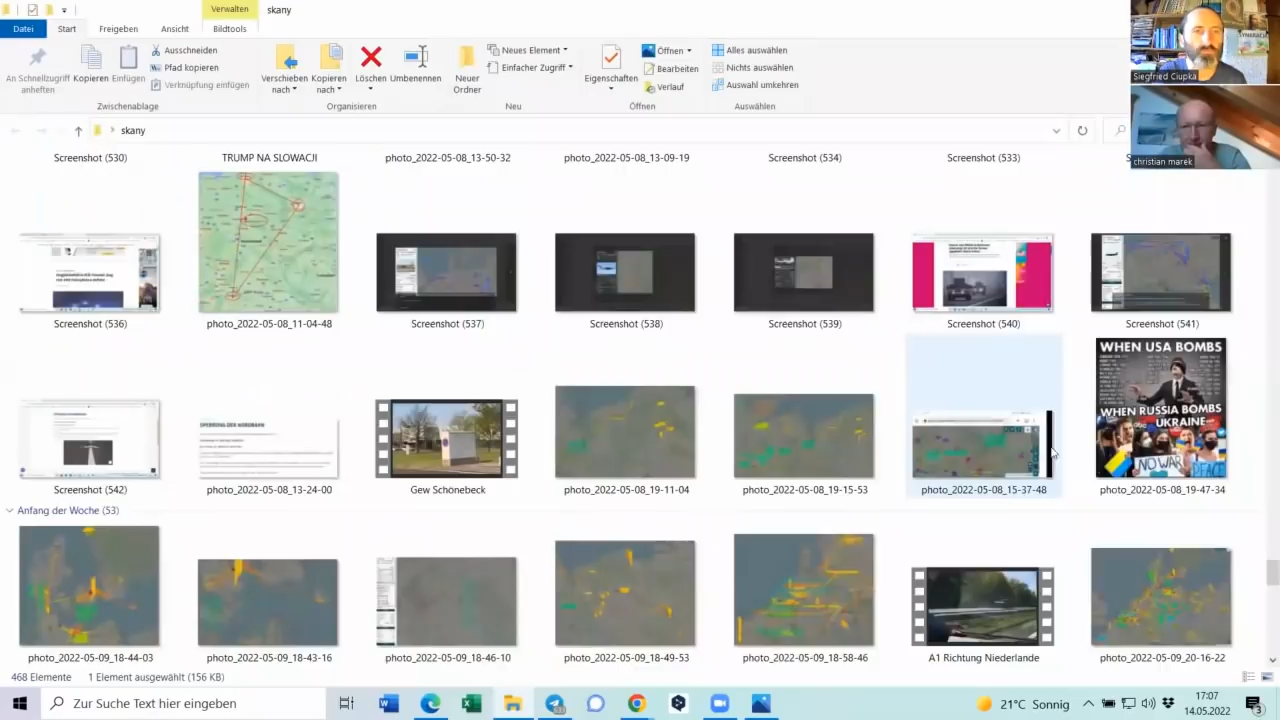 Verwalten
skany
Datei
Start
Freigeben
Ansicht
Bildtools
An Schnellzugriff
anheften
Kopieren
Einfügen
Ausschneiden
Pfad kopieren
Verknüpfung einfügen
Zwischenablage
Verschieben
nach
Kopieren
nach
Löschen
Umbenennen
Organisieren
Neuer
Ordner
Neues Element
Einfacher Zugriff
Neu
Eigenschaften
Öffnen
Bearbeiten
Verlauf
Öffnen
Alles auswählen
Nichts auswählen
Auswahl umkehren
Auswählen
Siegfried Ciupka
christian marek
skany
Screenshot (530)
TRUMP NA SLOWACJI
photo_2022-05-08_13-50-32
photo_2022-05-08_13-09-19
Screenshot (534)
Screenshot (533)
Screenshot (536)
photo_2022-05-08_11-04-48
Screenshot (537)
Screenshot (538)
Screenshot (539)
Screenshot (540)
Screenshot (541)
SPERRUNG DER NORDBAHN
WHEN USA BOMBS
WHEN RUSSIA BOMBS
UKRAINE
NO WAR
PEACE
Screenshot (542)
photo_2022-05-08_13-24-00
Gew Schönebeck
photo_2022-05-08_19-11-04
photo_2022-05-08_19-15-53
photo_2022-05-08_15-37-48
photo_2022-05-08_19-47-34
Anfang der Woche (53)
photo_2022-05-09_18-44-03
photo_2022-05-09_18-43-16
photo_2022-05-09_18-46-10
photo_2022-05-09_18-49-53
photo_2022-05-09_18-58-46
A1 Richtung Niederlande
photo_2022-05-09_20-16-22
468 Elemente
1 Element ausgewählt (156 KB)
Zur Suche Text hier eingeben
21°C Sonnig
17:07
14.05.2022
3